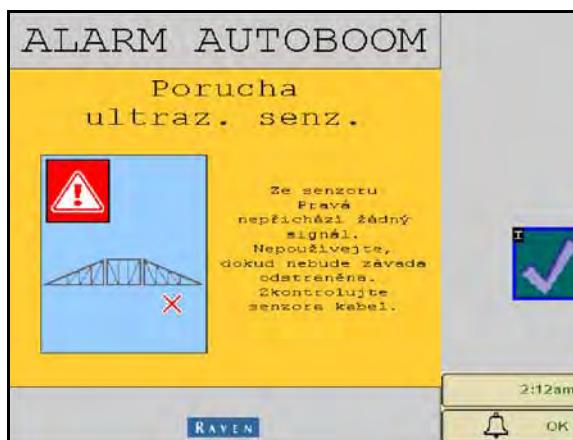 ALARM AUTOBOOM
Porucha
ultraz. senz.
Ze senzoru
Pravá
nepřichází žádný
signál.
Nepoužívejte,
dokud nebude závada
odstraněna.
Zkontrolujte
senzora kabel.
I
2:12am
RAVEN
OK